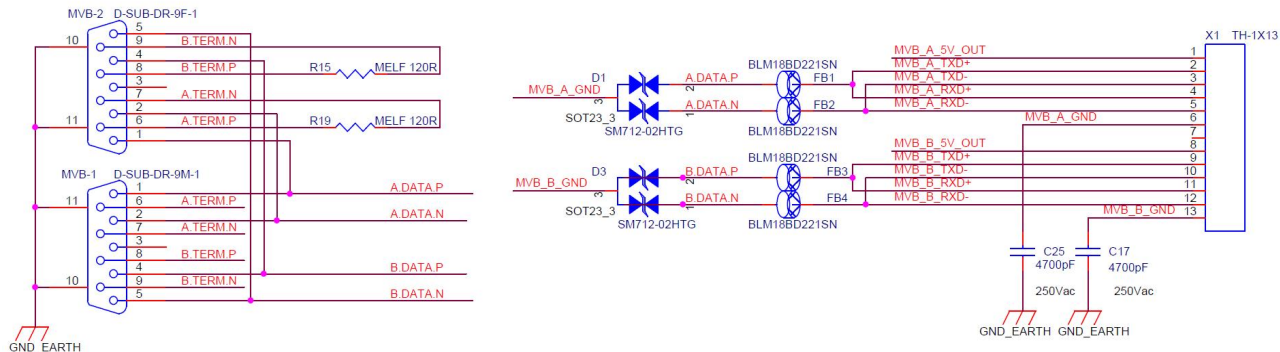 MVB-2 D-SUB-DR-9F-1
5
10
9
B.TERM.N
4
8
B.TERM.P
R15
MELF 120R
3
7
A.TERM.N
2
11
6
A.TERM.P
R19
MELF 120R
1
MVB-1 D-SUB-DR-9M-1
1
A.DATA.P
11
6
A.TERM.P
2
A.DATA.N
7
A.TERM.N
3
8
B.TERM.P
4
B.DATA.P
10
9
B.TERM.N
5
B.DATA.N
GND_EARTH
D1
MVB_A_GND
3
SOT23_3
SM712-02HTG
A.DATA.P
2
A.DATA.N
1
BLM18BD221SN
FB1
FB2
BLM18BD221SN
D3
MVB_B_GND
3
SOT23_3
SM712-02HTG
B.DATA.P
2
B.DATA.N
1
BLM18BD221SN
FB3
FB4
BLM18BD221SN
X1 TH-1X13
MVB_A_5V_OUT
1
MVB_A_TXD+
2
MVB_A_TXD-
3
MVB_A_RXD+
4
MVB_A_RXD-
5
MVB_A_GND
6
7
MVB_B_5V_OUT
8
MVB_B_TXD+
9
MVB_B_TXD-
10
MVB_B_RXD+
11
MVB_B_RXD-
12
MVB_B_GND
13
C25
4700pF
250Vac
GND_EARTH
C17
4700pF
250Vac
GND_EARTH